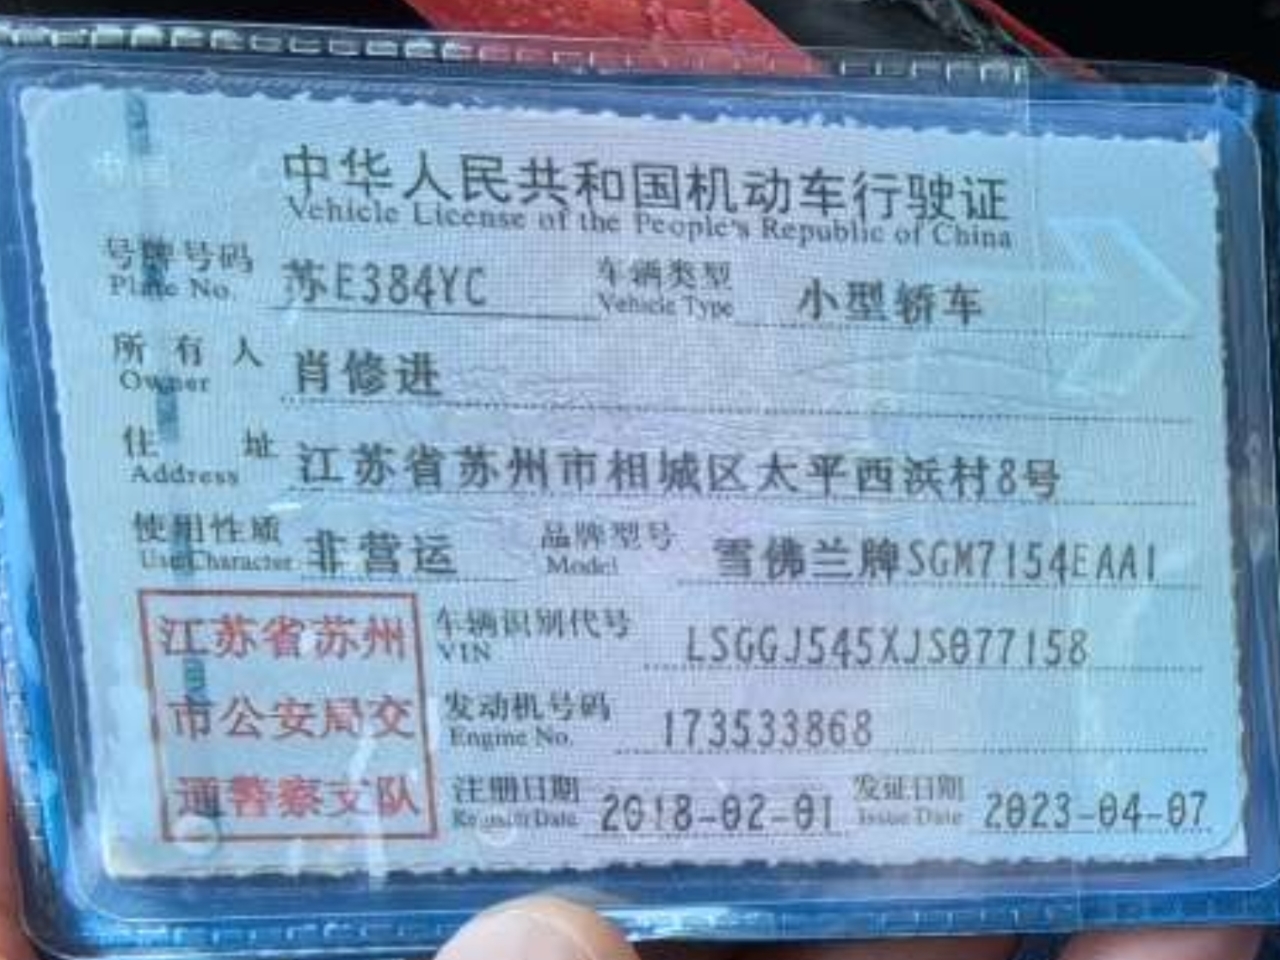 中华人民共和国机动车行驶证
Vehicle License of the People's Republic of China
号牌号码 苏E384YC 车辆类型 小型轿车
Plate No. Vehicle Type
所有人 肖修进
Owner
住址 江苏省苏州市相城区太平西浜村8号
Address
使用性质 非营运 品牌型号 雪佛兰牌SGM7154EAA1
Use Character Model
江苏省苏州
市公安局交
通警察支队
车辆识别代号 LSGGJ545XJS077158
VIN
发动机号码 173533868
Engine No.
注册日期 2018-02-01 发证日期 2023-04-07
Register Date Issue Date